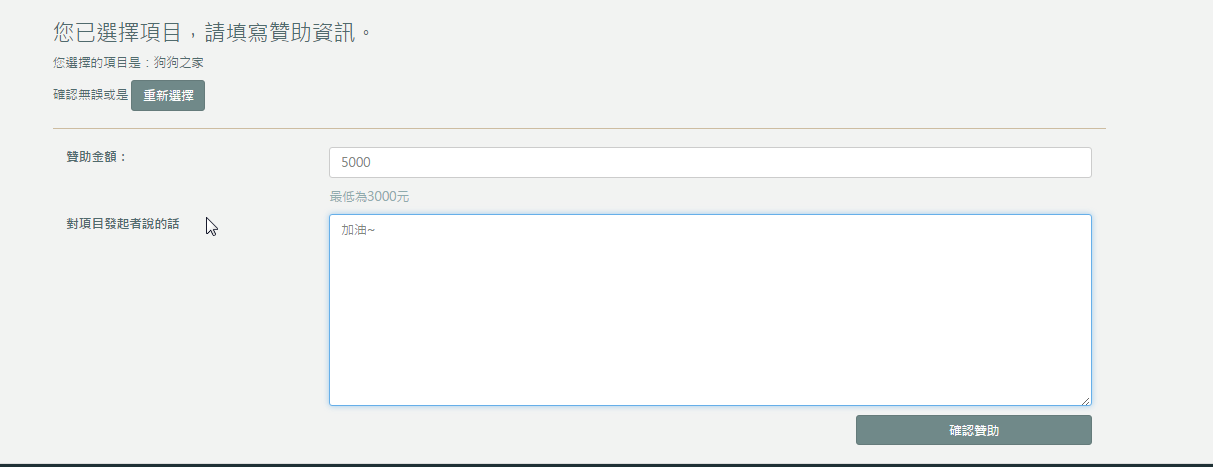 您已選擇項目，請填寫贊助資訊。
您選擇的項目是：狗狗之家
確認無誤或是 重新選擇
贊助金額：
5000
最低為3000元
對項目發起者說的話
加油~
確認贊助